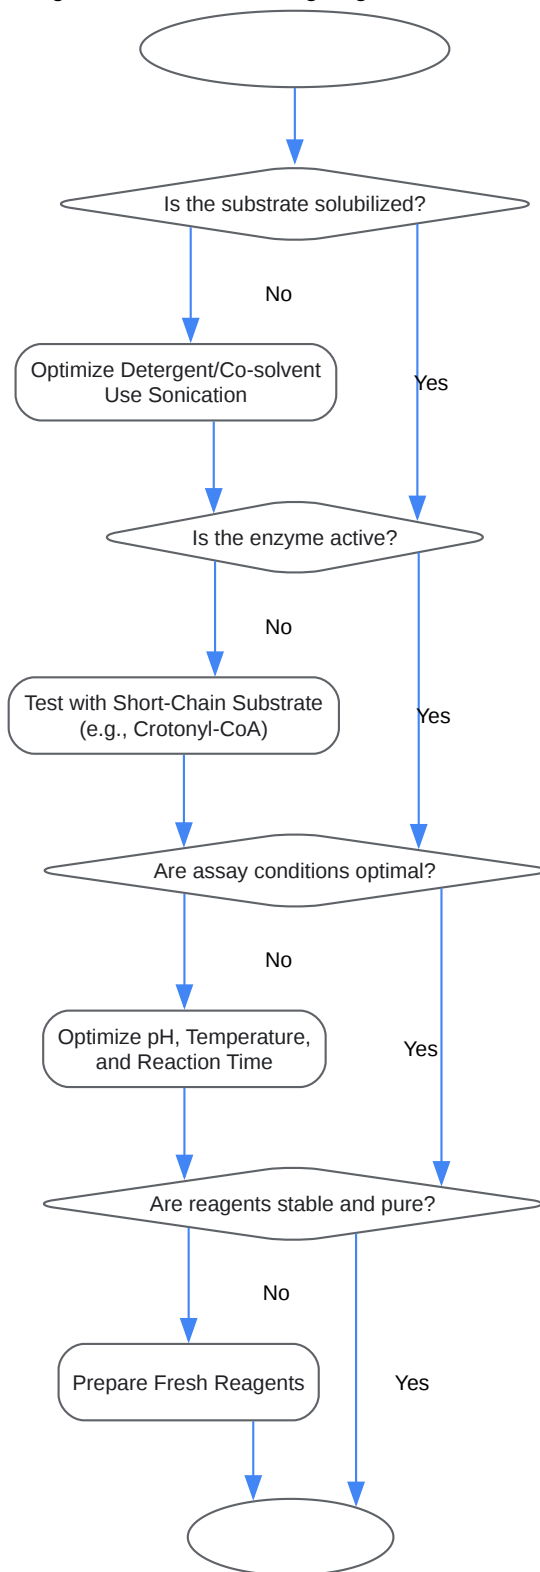 Is the substrate solubilized?
No
Optimize Detergent/Co-solvent
Use Sonication
Yes
Is the enzyme active?
No
Test with Short-Chain Substrate
(e.g., Crotonyl-CoA)
Yes
Are assay conditions optimal?
No
Optimize pH, Temperature,
and Reaction Time
Yes
Are reagents stable and pure?
No
Prepare Fresh Reagents
Yes